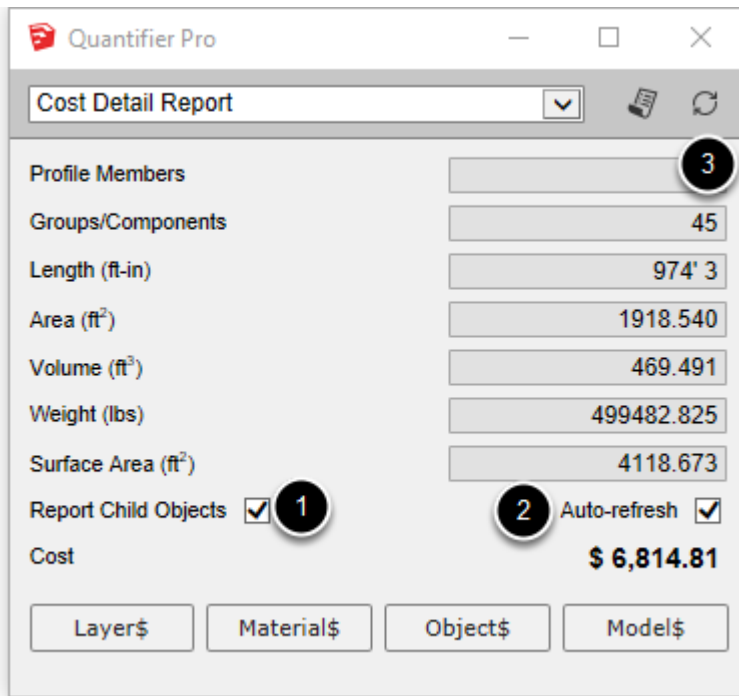 Quantifier Pro
Cost Detail Report
Profile Members 3
Groups/Components 45
Length (ft-in) 974' 3
Area (ft²) 1918.540
Volume (ft³) 469.491
Weight (lbs) 499482.825
Surface Area (ft²) 4118.673
Report Child Objects 1 2 Auto-refresh
Cost $ 6,814.81
Layer$ Material$ Object$ Model$